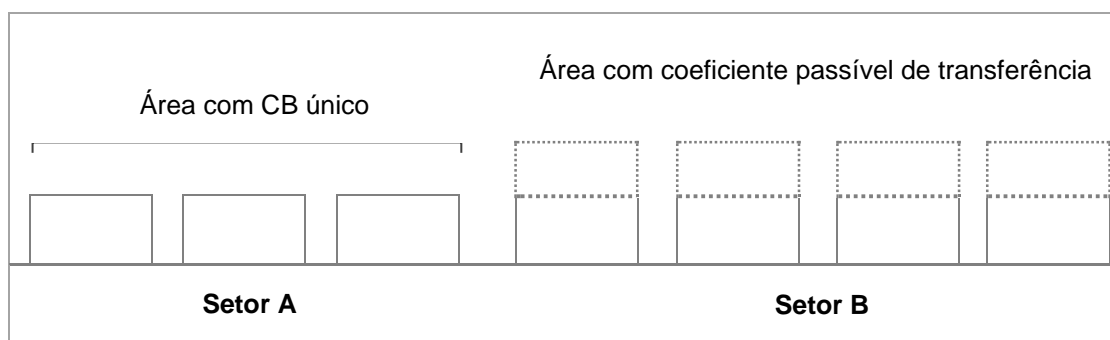 Área com coeficiente passível de transferência
Área com CB único
Setor A
Setor B